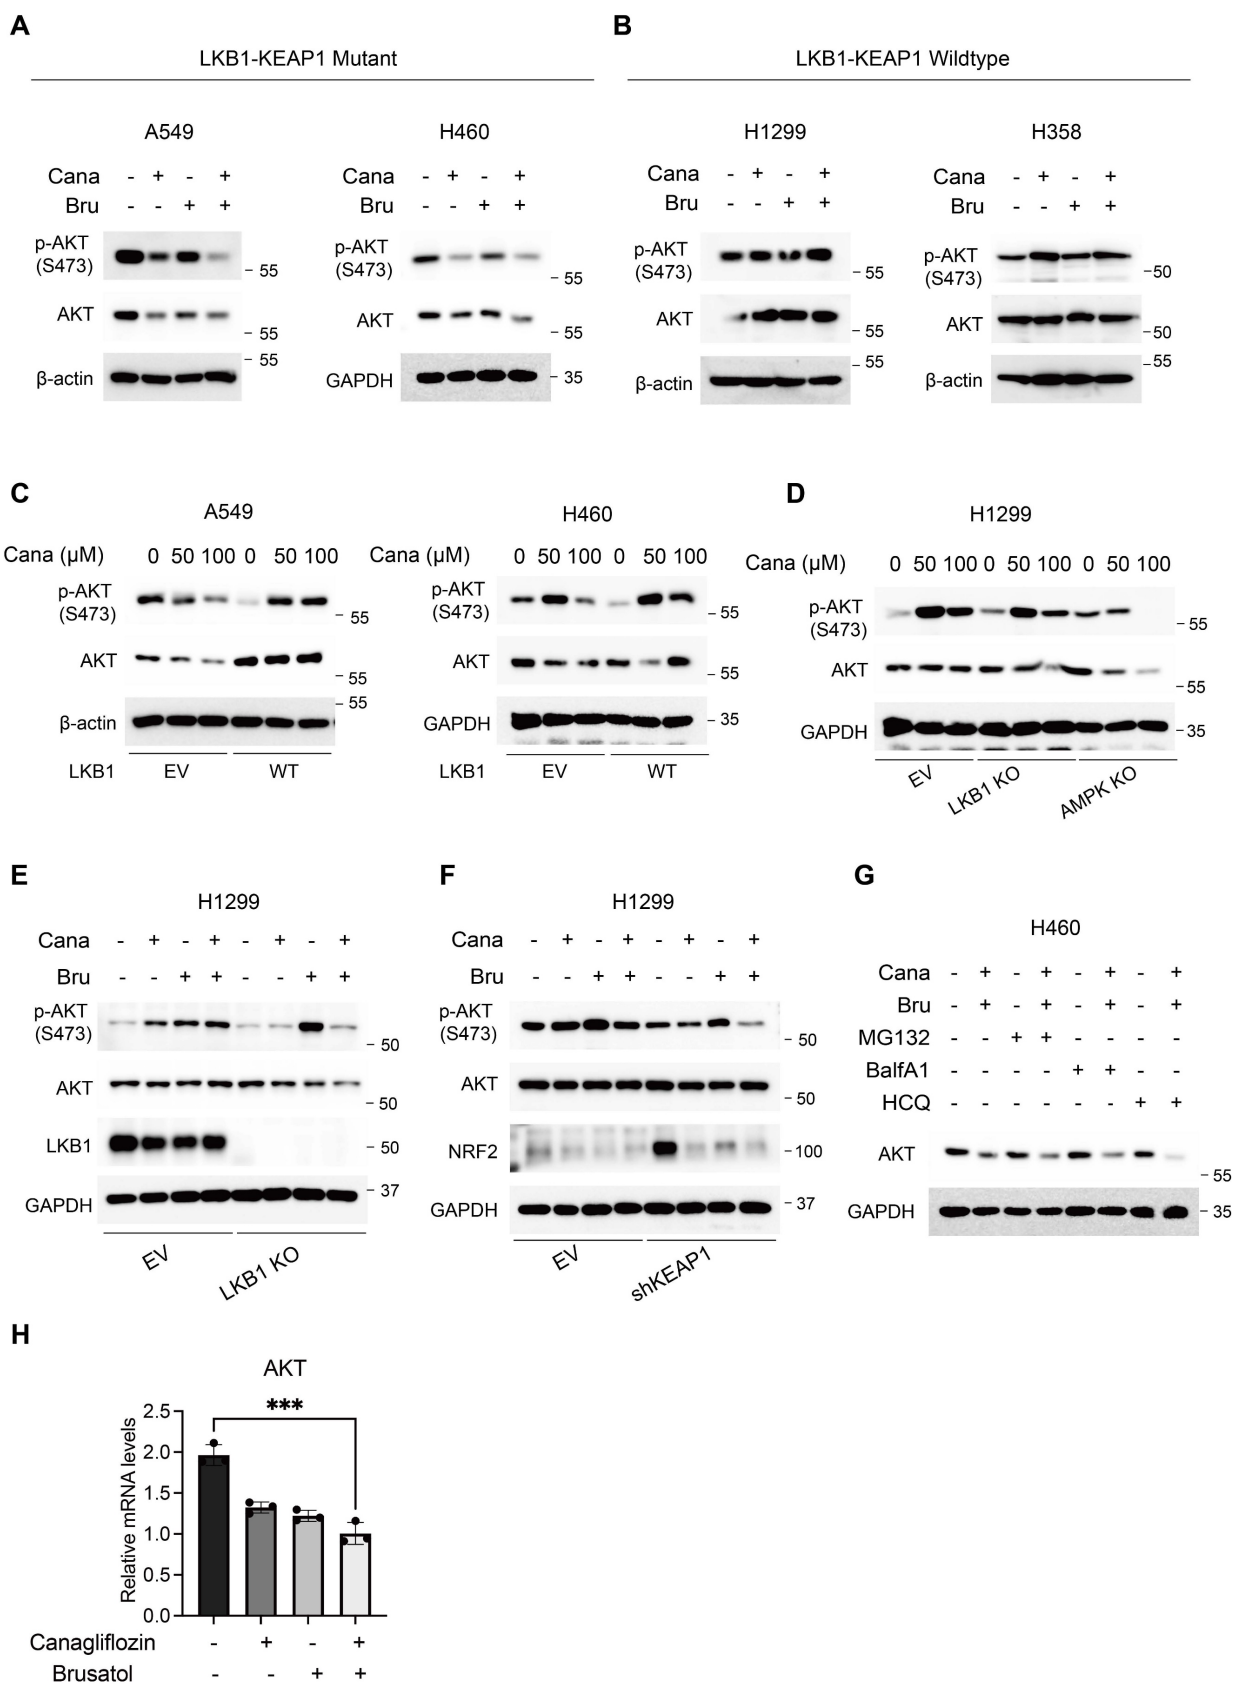 A
B
LKB1-KEAP1 Mutant
LKB1-KEAP1 Wildtype
A549
H460
H1299
H358
Cana - + - +
Bru - - + +
p-AKT
(S473)
- 55
AKT
- 55
- 55
β-actin
Cana - + - +
Bru - - + +
p-AKT
(S473)
- 55
AKT
- 55
GAPDH
- 35
Cana - + - +
Bru - - + +
p-AKT
(S473)
- 55
AKT
- 55
- 55
β-actin
Cana - + - +
Bru - - + +
p-AKT
(S473)
-50
AKT
- 50
- 55
β-actin
C
A549
Cana (µM) 0 50 100 0 50 100
p-AKT
(S473)
- 55
AKT
- 55
- 55
β-actin
LKB1 EV WT
H460
Cana (µM) 0 50 100 0 50 100
p-AKT
(S473)
- 55
AKT
- 55
GAPDH
- 35
LKB1 EV WT
D
H1299
Cana (µM) 0 50 100 0 50 100 0 50 100
p-AKT
(S473)
- 55
AKT
- 55
GAPDH
- 35
EV LKB1 KO AMPK KO
E
H1299
Cana - + - + - + - +
Bru - - + + - - + +
p-AKT
(S473)
- 50
AKT
- 50
LKB1
- 50
GAPDH
- 37
EV LKB1 KO
F
H1299
Cana - + - + - + - +
Bru - - + + - - + +
p-AKT
(S473)
- 50
AKT
- 50
NRF2
- 100
GAPDH
- 37
EV shKEAP1
G
H460
Cana - + - + - + - +
Bru - + - + - + - +
MG132 - - + + - - - -
BalfA1 - - - - + + - -
HCQ - - - - - - + +
AKT
- 55
GAPDH
- 35
H
AKT
***
Relative mRNA levels
2.5
2.0
1.5
1.0
0.5
0.0
Canagliflozin - + - +
Brusatol - - + +